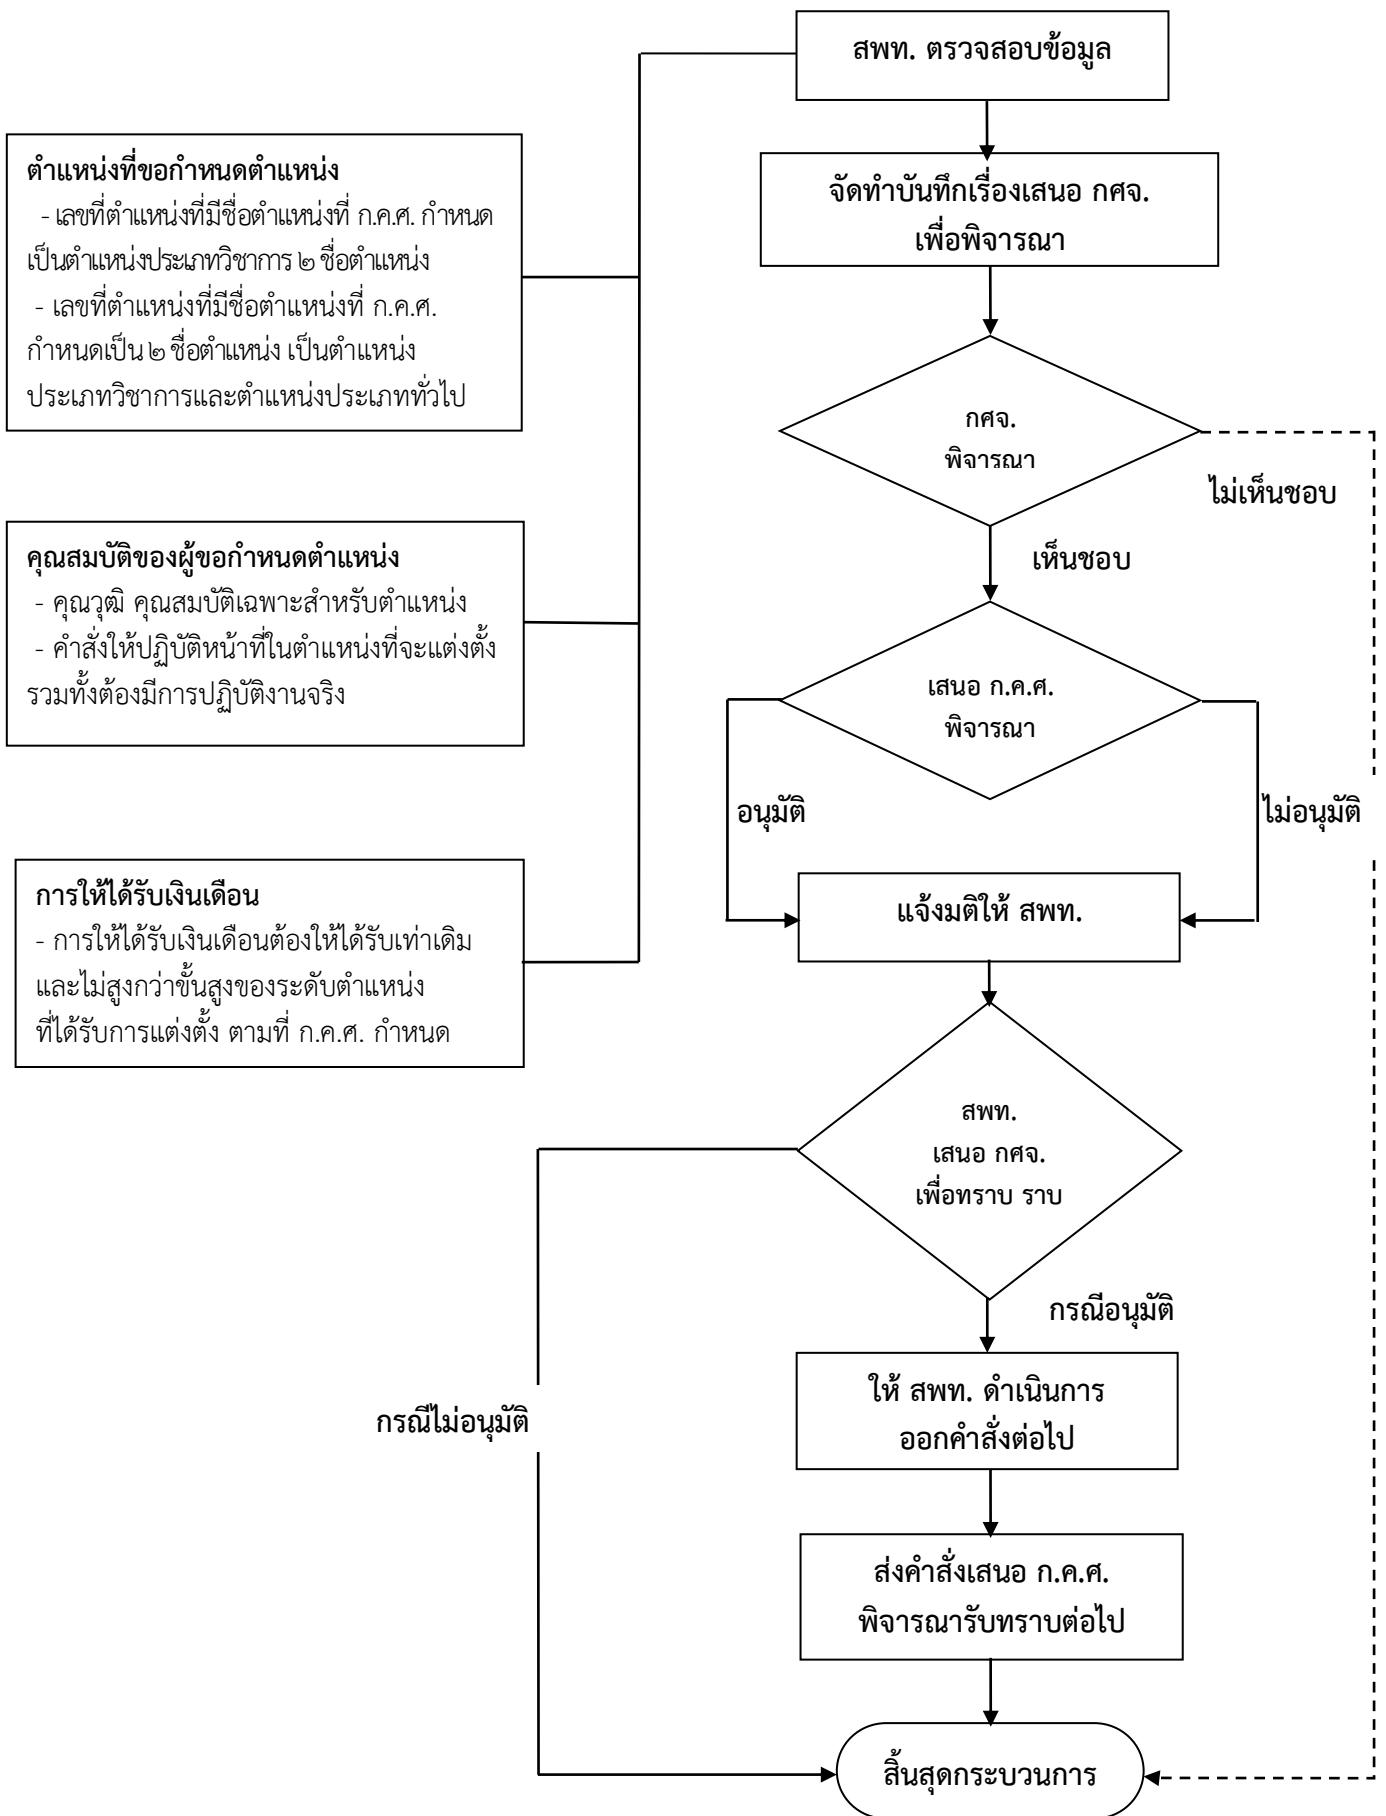 สพท. ตรวจสอบข้อมูล
จัดทำบันทึกเรื่องเสนอ กศจ.
เพื่อพิจารณา
ตำแหน่งที่ขอกำหนดตำแหน่ง
- เลขที่ตำแหน่งที่มีชื่อตำแหน่งที่ ก.ค.ศ. กำหนด
เป็นตำแหน่งประเภทวิชาการ ๒ ชื่อตำแหน่ง
- เลขที่ตำแหน่งที่มีชื่อตำแหน่งที่ ก.ค.ศ.
กำหนดเป็น ๒ ชื่อตำแหน่ง เป็นตำแหน่ง
ประเภทวิชาการและตำแหน่งประเภททั่วไป
กศจ.
พิจารณา
ไม่เห็นชอบ
เห็นชอบ
คุณสมบัติของผู้ขอกำหนดตำแหน่ง
- คุณวุฒิ คุณสมบัติเฉพาะสำหรับตำแหน่ง
- คำสั่งให้ปฏิบัติหน้าที่ในตำแหน่งที่จะแต่งตั้ง
รวมทั้งต้องมีการปฏิบัติงานจริง
เสนอ ก.ค.ศ.
พิจารณา
อนุมัติ
ไม่อนุมัติ
การให้ได้รับเงินเดือน
- การให้ได้รับเงินเดือนต้องให้ได้รับเท่าเดิม
และไม่สูงกว่าขั้นสูงของระดับตำแหน่ง
ที่ได้รับการแต่งตั้ง ตามที่ ก.ค.ศ. กำหนด
แจ้งมติให้ สพท.
สพท.
เสนอ กศจ.
เพื่อทราบ ราบ
กรณีอนุมัติ
กรณีไม่อนุมัติ
ให้ สพท. ดำเนินการ
ออกคำสั่งต่อไป
ส่งคำสั่งเสนอ ก.ค.ศ.
พิจารณารับทราบต่อไป
สิ้นสุดกระบวนการ